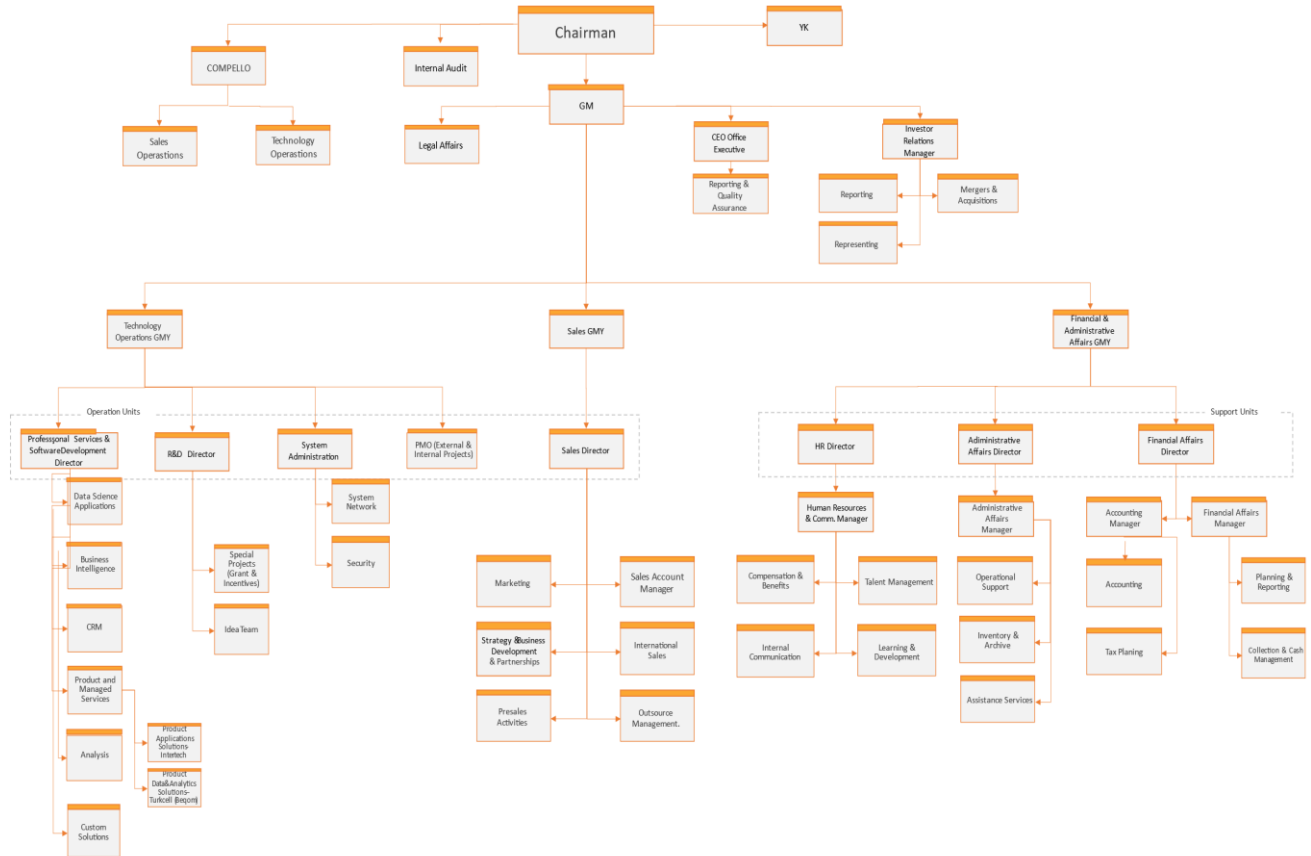 Chairman
YK
COMPELLO
Internal Audit
GM
Sales
Operastions
Technology
Operastions
Legal Affairs
CEO Office
Executive
Investor
Relations
Manager
Reporting &
Quality
Assurance
Reporting
Mergers &
Acquisitions
Representing
Technology
Operations GMY
Sales GMY
Financial &
Administrative
Affairs GMY
Operation Units
Support Units
Professşonal Services &
SoftwareDevelopment
Director
R&D Director
System
Administration
PMO (External &
Internal Projects)
Sales Director
HR Director
Adiministrative
Affairs Director
Financial Affairs
Director
Data Science
Applications
System
Network
Human Resources
& Comm. Manager
Administrative
Affairs Manager
Accounting
Manager
Financial Affairs
Manager
Business
Intelligence
Special
Projects
(Grant &
Incentives)
Security
Marketing
Sales Account
Manager
Compensation &
Benefits
Talent Management
Operational
Support
Accounting
Planning &
Reporting
CRM
Idea Team
Strategy &Business
Development
& Partnerships
International
Sales
Internal
Communication
Learning &
Development
Inventory &
Archive
Tax Planing
Collection & Cash
Management
Product and
Managed
Services
Presales
Activities
Outsource
Management.
Assistance Services
Analysis
Product
Applications
Solutions-
Intertech
Product
Data&Analytics
Solutions-
Turkcell (Beqom)
Custom
Solutions